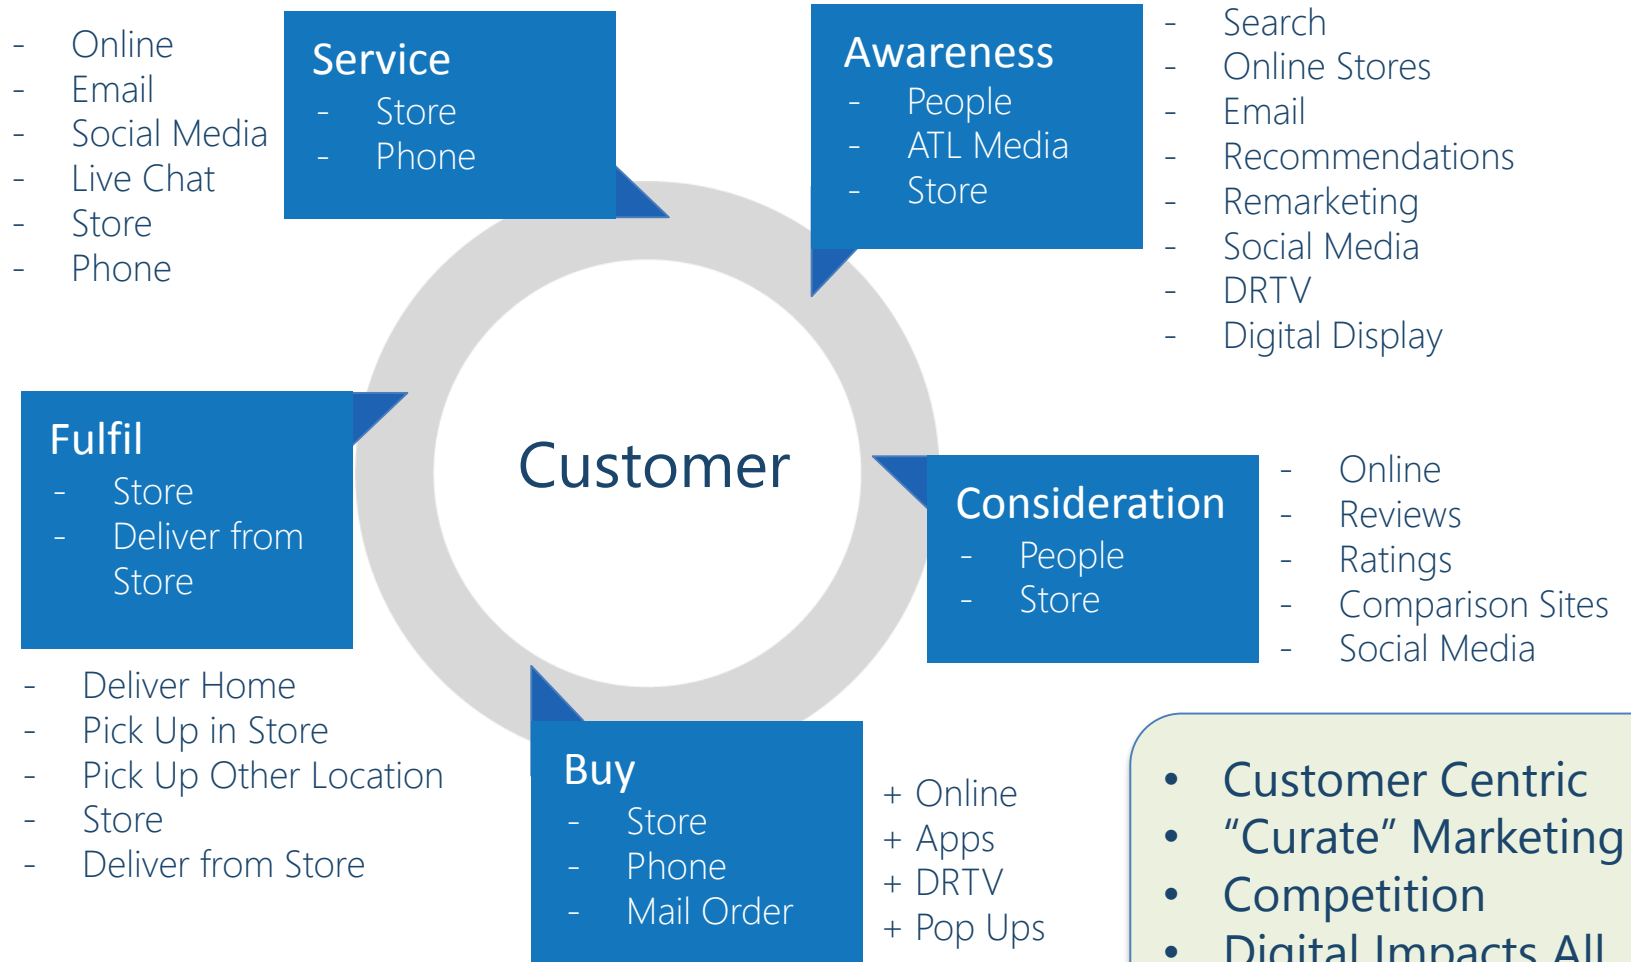 - Online
- Email
- Social Media
- Live Chat
- Store
- Phone
Service
- Store
- Phone
Awareness
- People
- ATL Media
- Store
- Search
- Online Stores
- Email
- Recommendations
- Remarketing
- Social Media
- DRTV
- Digital Display
Customer
Fulfil
- Store
- Deliver from
Store
- Deliver Home
- Pick Up in Store
- Pick Up Other Location
- Store
- Deliver from Store
Consideration
- People
- Store
- Online
- Reviews
- Ratings
- Comparison Sites
- Social Media
Buy
- Store
- Phone
- Mail Order
+ Online
+ Apps
+ DRTV
+ Pop Ups
• Customer Centric
• “Curate” Marketing
• Competition
• Digital Impacts All